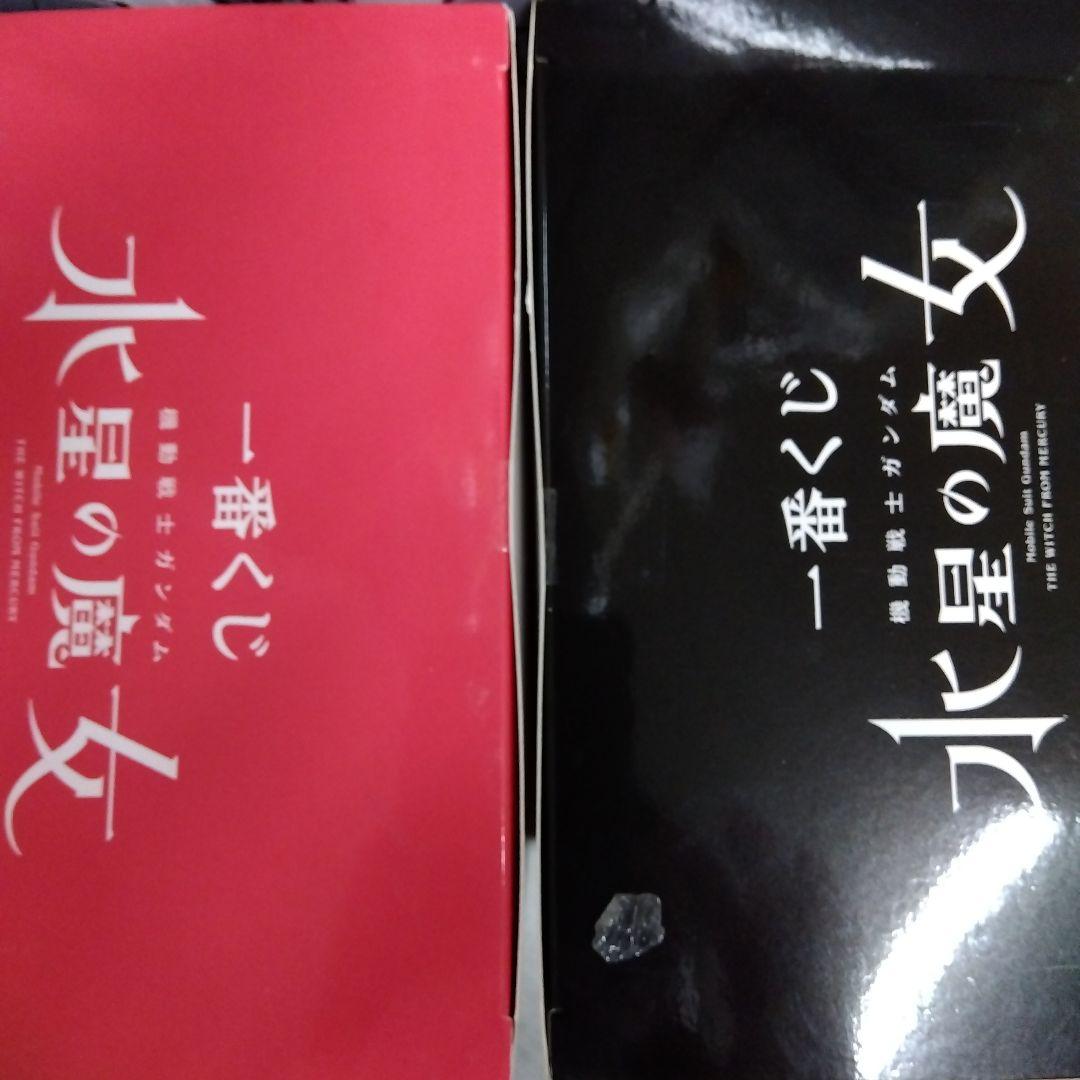 一番くじ
機動戦士ガンダム
水星の魔女
Mobile Suit Gundam
THE WITCH FROM MERCURY
一番くじ
機動戦士ガンダム
水星の魔女
Mobile Suit Gundam
THE WITCH FROM MERCURY